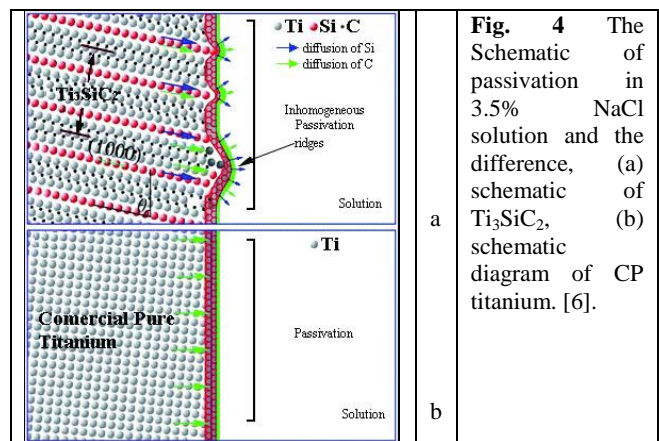 Ti Si · C
diffusion of Si
diffusion of C
Ti₃SiC₂
Inhomogeneous
Passivation
ridges
(1000)
θ
Solution
a
Ti
Comercial Pure
Titanium
Passivation
Solution
b
Fig. 4 The
Schematic of
passivation in
3.5% NaCl
solution and the
difference, (a)
schematic of
Ti₃SiC₂, (b)
schematic
diagram of CP
titanium. [6].